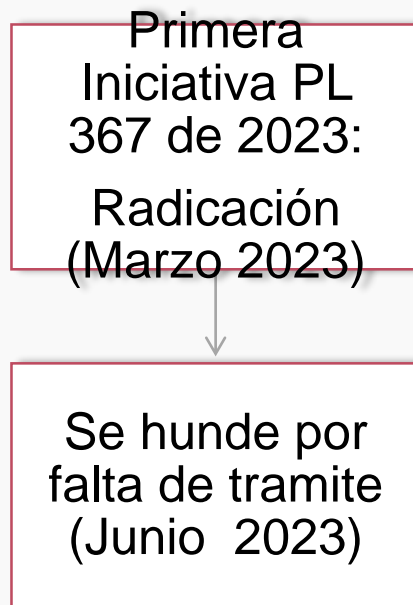 Primera
Iniciativa PL
367 de 2023:
Radicación
(Marzo 2023)
Se hunde por
falta de tramite
(Junio  2023)